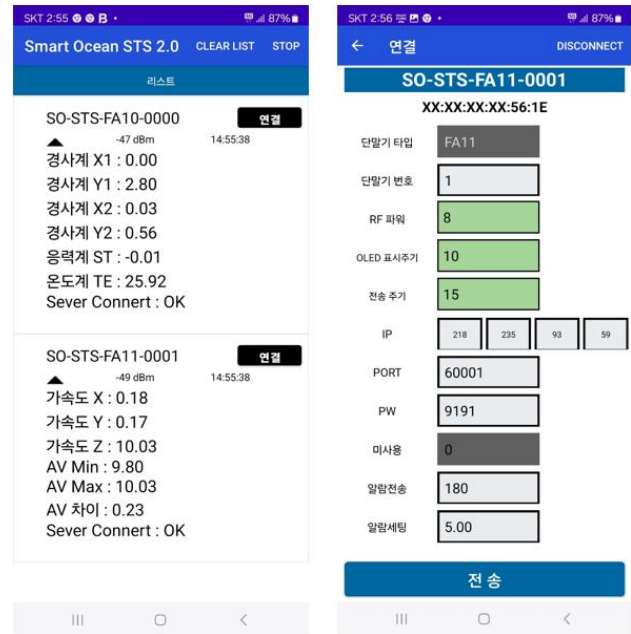 SKT 2:55 B •
87%
Smart Ocean STS 2.0 CLEAR LIST STOP
리스트
SO-STS-FA10-0000 연결
-47 dBm 14:55:38
경사계 X1 : 0.00
경사계 Y1 : 2.80
경사계 X2 : 0.03
경사계 Y2 : 0.56
응력계 ST : -0.01
온도계 TE : 25.92
Sever Connert : OK
SO-STS-FA11-0001 연결
-49 dBm 14:55:38
가속도 X : 0.18
가속도 Y : 0.17
가속도 Z : 10.03
AV Min : 9.80
AV Max : 10.03
AV 차이 : 0.23
Sever Connert : OK
SKT 2:56 •
87%
연결 DISCONNECT
SO-STS-FA11-0001
XX:XX:XX:XX:56:1E
단말기 타입 FA11
단말기 번호 1
RF 파워 8
OLED 표시주기 10
전송 주기 15
IP 218 235 93 59
PORT 60001
PW 9191
미사용 0
알람전송 180
알람세팅 5.00
전 송